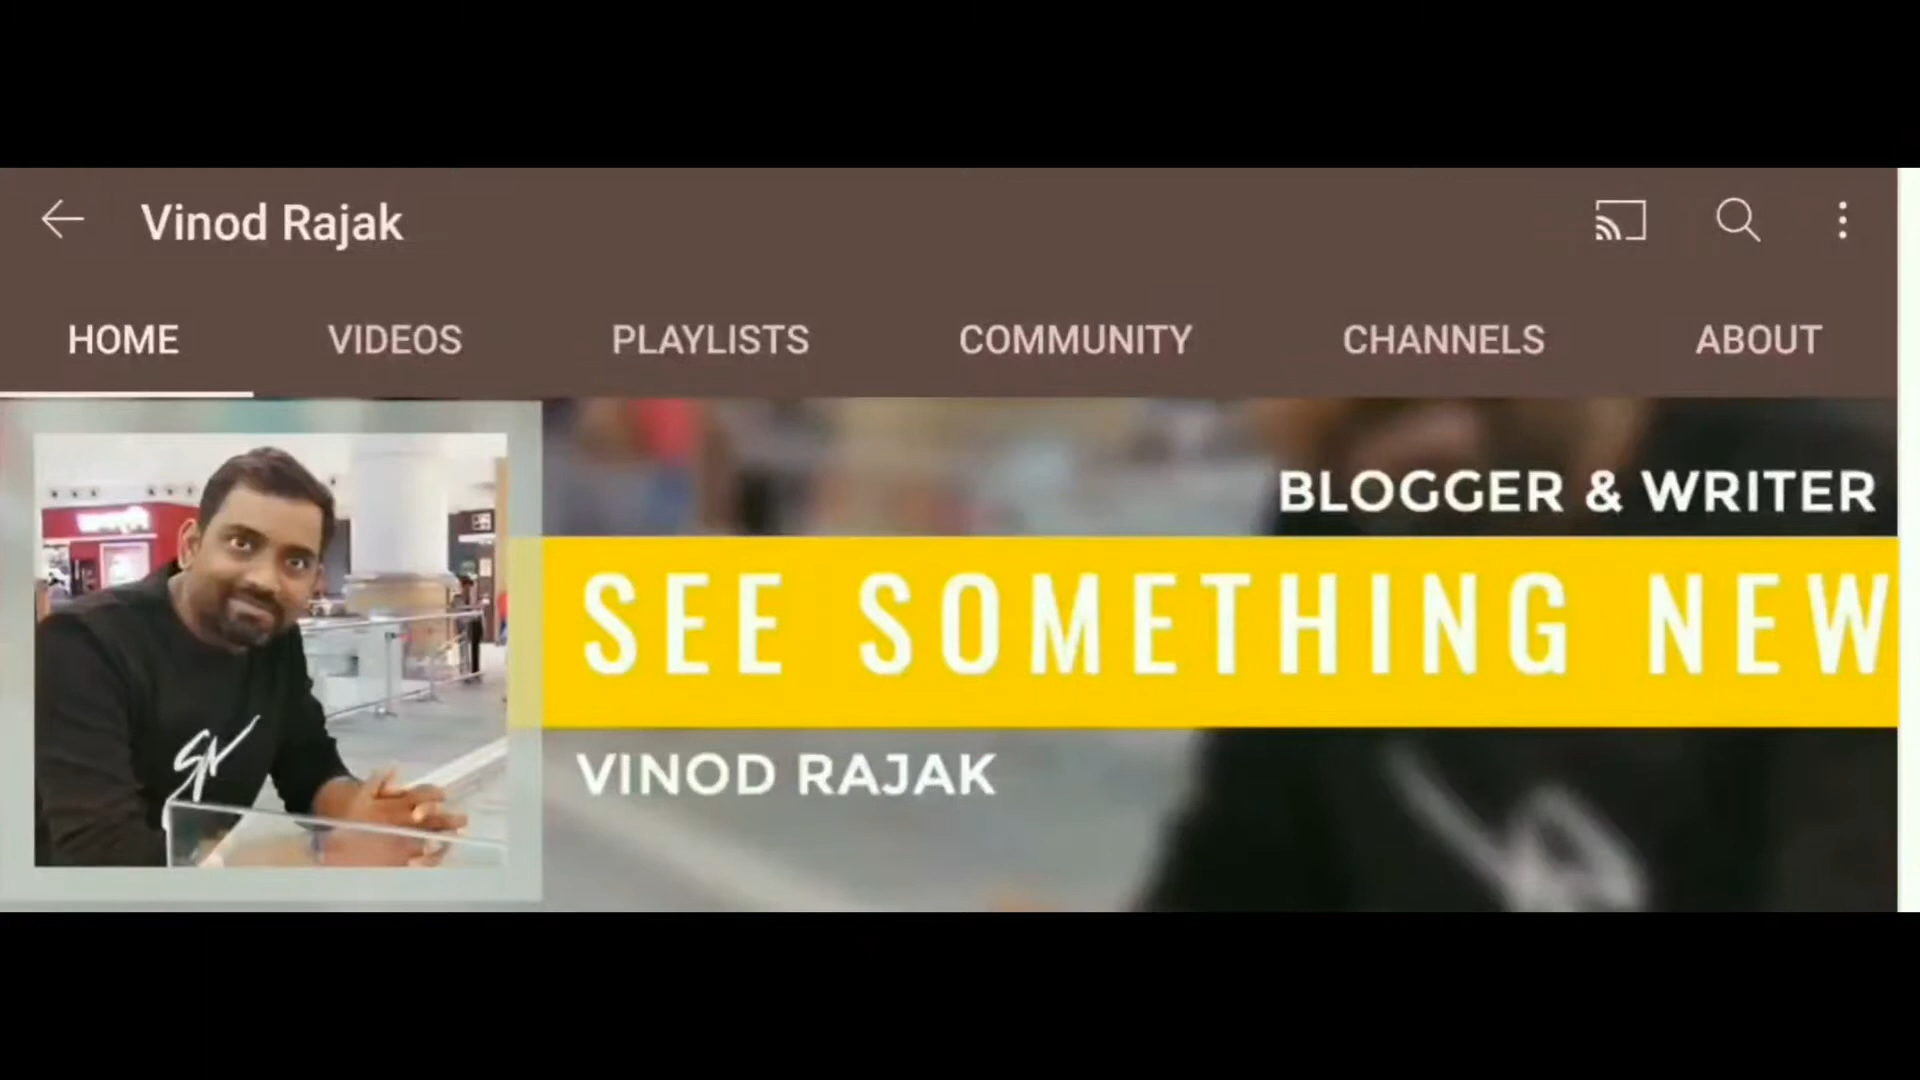 Vinod Rajak
HOME VIDEOS PLAYLISTS COMMUNITY CHANNELS ABOUT
BLOGGER & WRITER
SEE SOMETHING NEW
VINOD RAJAK